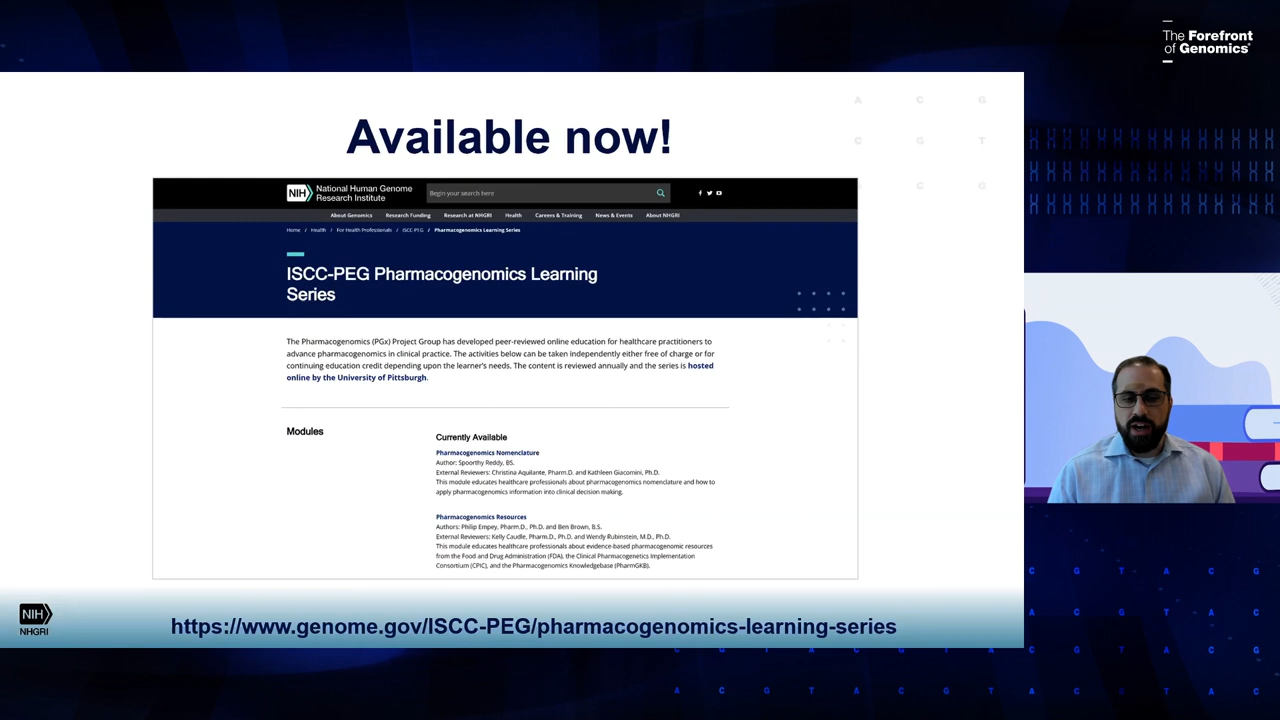 The Forefront
of Genomics®
Available now!
NIH
National Human Genome
Research Institute
Begin your search here
About Genomics
Research Funding
Research at NHGRI
Health
Careers & Training
News & Events
About NHGRI
Home / Health / For Health Professionals / ISCC-PEG / Pharmacogenomics Learning Series
ISCC-PEG Pharmacogenomics Learning
Series
The Pharmacogenomics (PGx) Project Group has developed peer-reviewed online education for healthcare practitioners to
advance pharmacogenomics in clinical practice. The activities below can be taken independently either free of charge or for
continuing education credit depending upon the learner's needs. The content is reviewed annually and the series is hosted
online by the University of Pittsburgh.
Modules
Currently Available
Pharmacogenomics Nomenclature
Author: Spoorthy Reddy, BS.
External Reviewers: Christina Aquilante, Pharm.D. and Kathleen Giacomini, Ph.D.
This module educates healthcare professionals about pharmacogenomics nomenclature and how to
apply pharmacogenomics information into clinical decision making.
Pharmacogenomics Resources
Authors: Philip Empey, Pharm.D., Ph.D. and Ben Brown, B.S.
External Reviewers: Kelly Caudle, Pharm.D., Ph.D. and Wendy Rubinstein, M.D., Ph.D.
This module educates healthcare professionals about evidence-based pharmacogenomic resources
from the Food and Drug Administration (FDA), the Clinical Pharmacogenetics Implementation
Consortium (CPIC), and the Pharmacogenomics Knowledgebase (PharmGKB).
NIH
NHGRI
https://www.genome.gov/ISCC-PEG/pharmacogenomics-learning-series
A C G
C G T
C G
C G T A C G
A C G T A C
C G T A C G
C G T A C G T A C G T A C G
A C G T A C G T A C G T A C